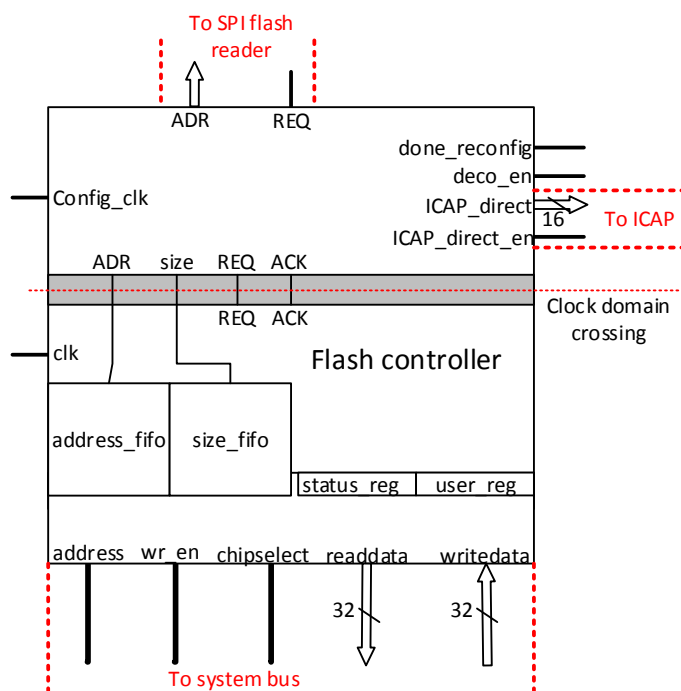 To SPI flash
reader
ADR REQ
done_reconfig
deco_en
Config_clk
ICAP_direct
16
To ICAP
ICAP_direct_en
ADR size REQ ACK
REQ ACK
Clock domain
crossing
clk
Flash controller
address_fifo size_fifo
status_reg user_reg
address wr_en chipselect readdata writedata
32 32
To system bus